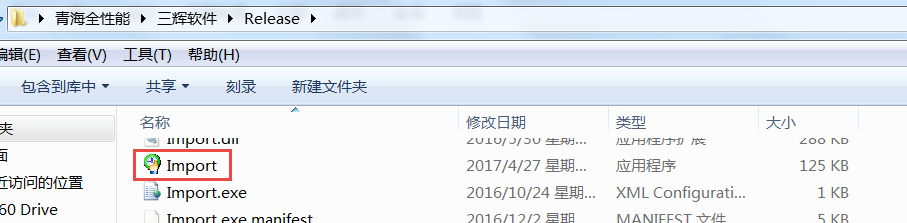 青海全性能 ▸ 三辉软件 ▸ Release ▸
编辑(E) 查看(V) 工具(T) 帮助(H)
包含到库中 共享 刻录 新建文件夹
名称 修改日期 类型 大小
Import.dll 2016/5/30 星期... 应用程序扩展 288 KB
Import 2017/4/27 星期... 应用程序 125 KB
近访问的位置 Import.exe 2016/10/24 星期... XML Configurati... 1 KB
60 Drive Import.exe.manifest 2016/12/2 星期... MANIFEST 文件 5 KB